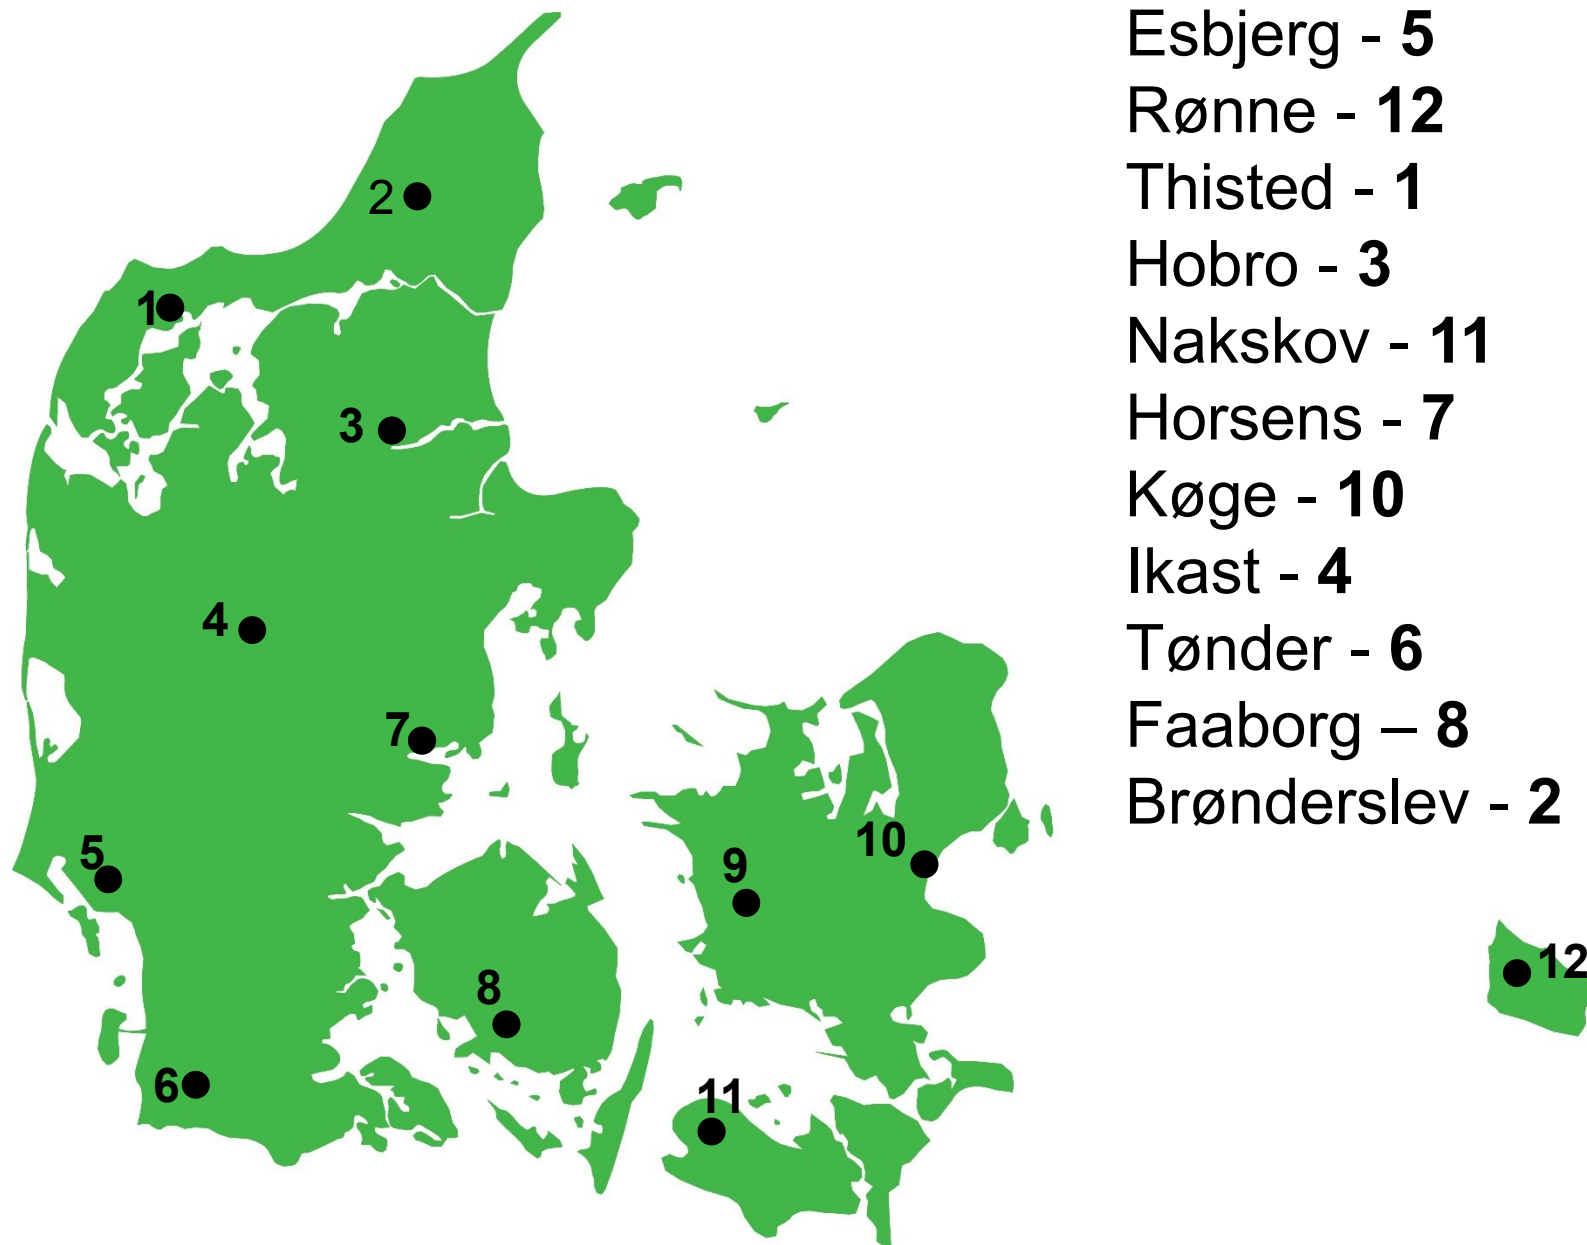 Esbjerg - 5
Rønne - 12
Thisted - 1
Hobro - 3
Nakskov - 11
Horsens - 7
Køge - 10
Ikast - 4
Tønder - 6
Faaborg – 8
Brønderslev - 2
2
1
3
4
7
5
10
9
12
8
6
11